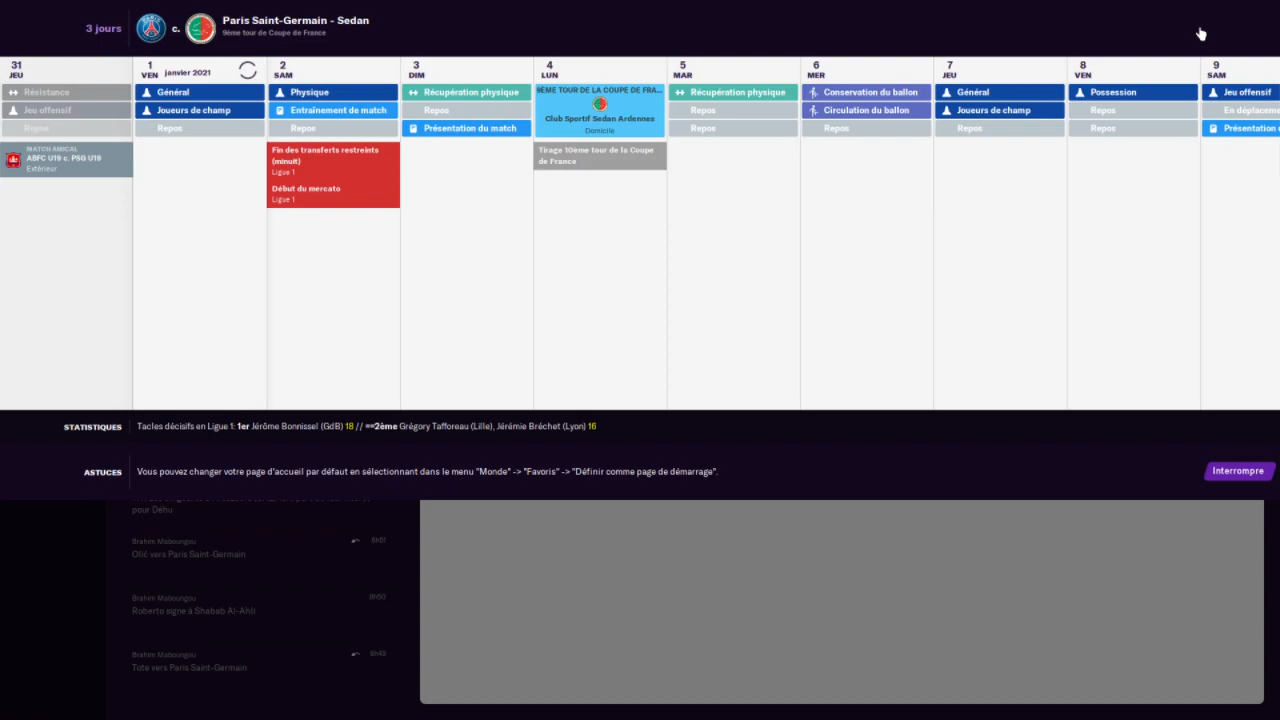 3 jours
c.
Paris Saint-Germain - Sedan
9ème tour de Coupe de France
31
JEU
1
VEN janvier 2021
2
SAM
3
DIM
4
LUN
5
MAR
6
MER
7
JEU
8
VEN
9
SAM
Résistance
Jeu offensif
Repos
MATCH AMICAL
ABFC U19 c. PSG U19
Extérieur
Général
Joueurs de champ
Repos
Physique
Entraînement de match
Repos
Fin des transferts restreints
(minuit)
Ligue 1
Début du mercato
Ligue 1
Récupération physique
Repos
Présentation du match
9ÈME TOUR DE LA COUPE DE FRA...
Club Sportif Sedan Ardennes
Domicile
Tirage 10ème tour de la Coupe
de France
Récupération physique
Repos
Repos
Conservation du ballon
Circulation du ballon
Repos
Général
Joueurs de champ
Repos
Possession
Repos
Repos
Jeu offensif
En déplaceme
Présentation
STATISTIQUES
Tacles décisifs en Ligue 1: 1er Jérôme Bonnissel (GdB) 18 // ==2ème Grégory Tafforeau (Lille), Jérémie Bréchet (Lyon) 16
ASTUCES
Vous pouvez changer votre page d'accueil par défaut en sélectionnant dans le menu "Monde" -> "Favoris" -> "Définir comme page de démarrage".
Interrompre
pour Déhu
Brahim Maboungou
8h51
Olić vers Paris Saint-Germain
Brahim Maboungou
8h50
Roberto signe à Shabab Al-Ahli
Brahim Maboungou
8h49
Tote vers Paris Saint-Germain